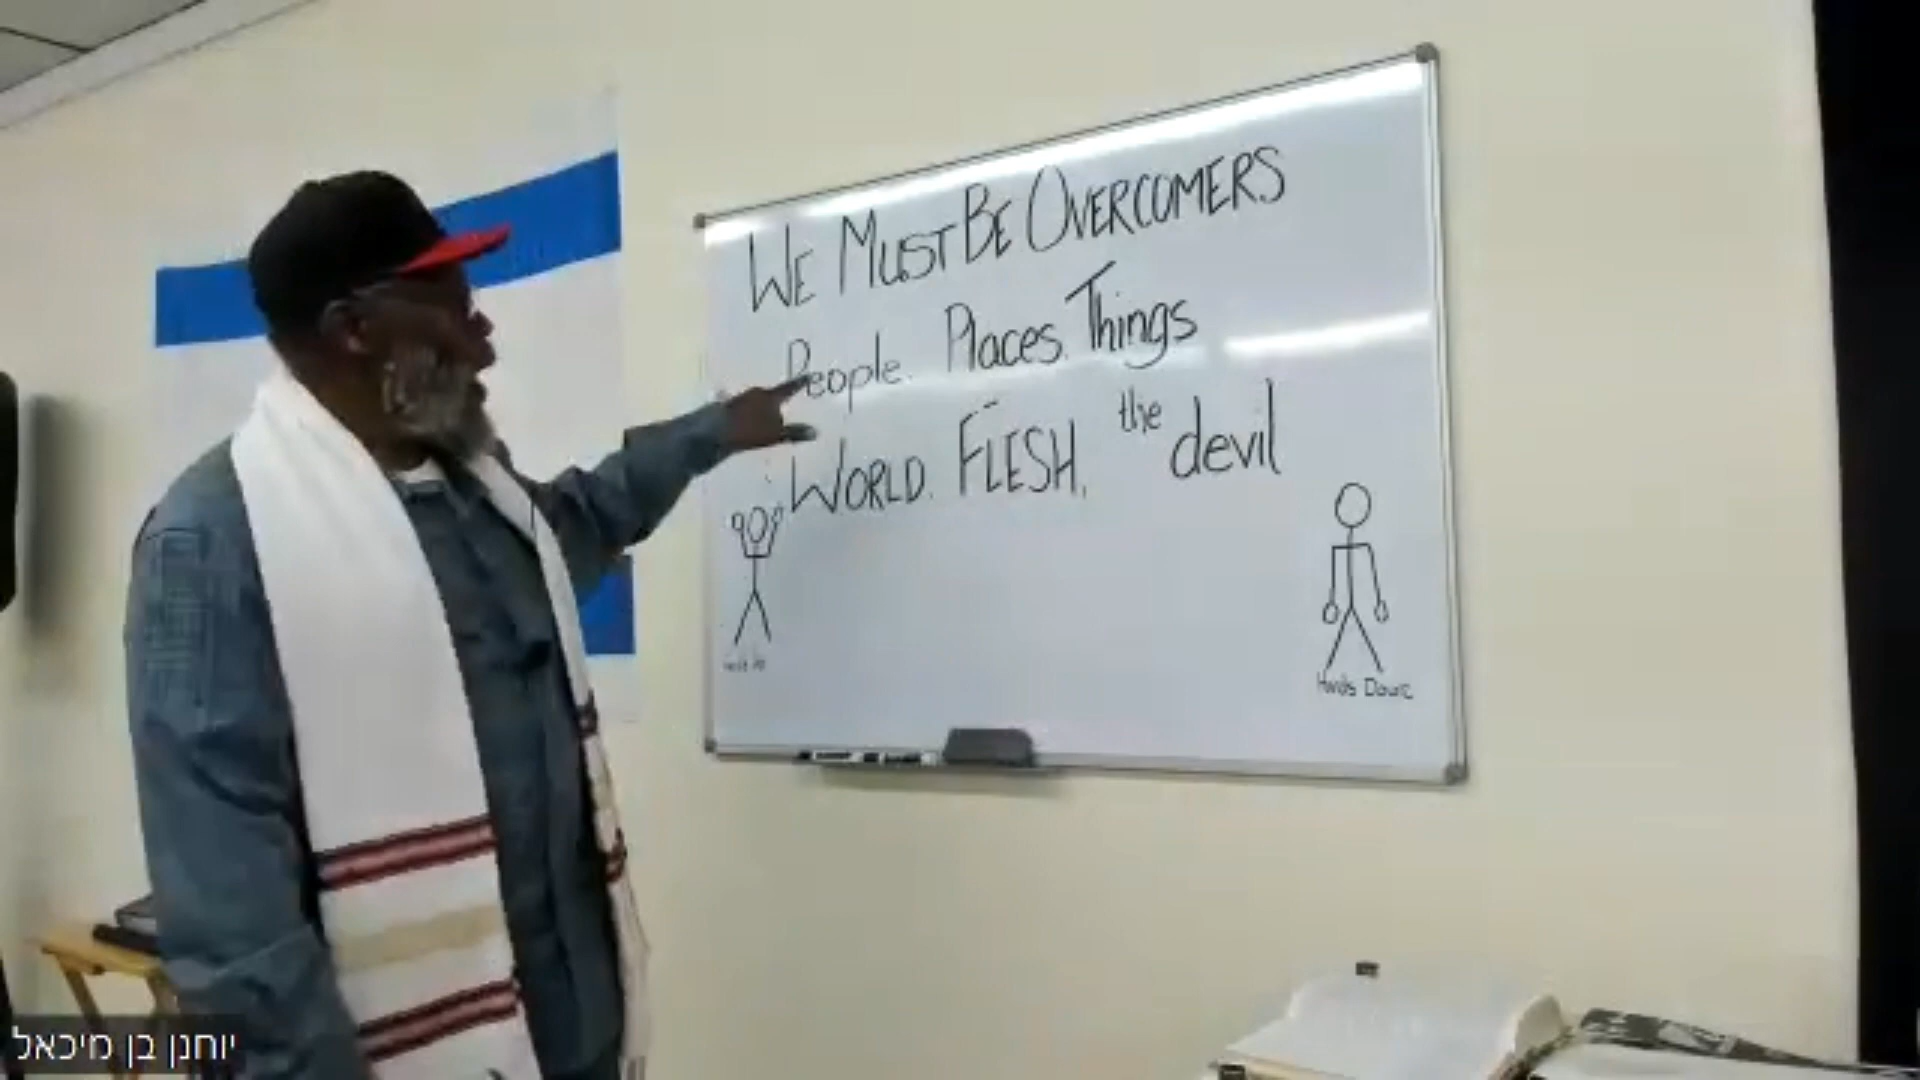 WE MUST BE OVERCOMERS
People. Places. Things
WORLD. FLESH, the devil
Hands Down
יוחנן בן מיכאל